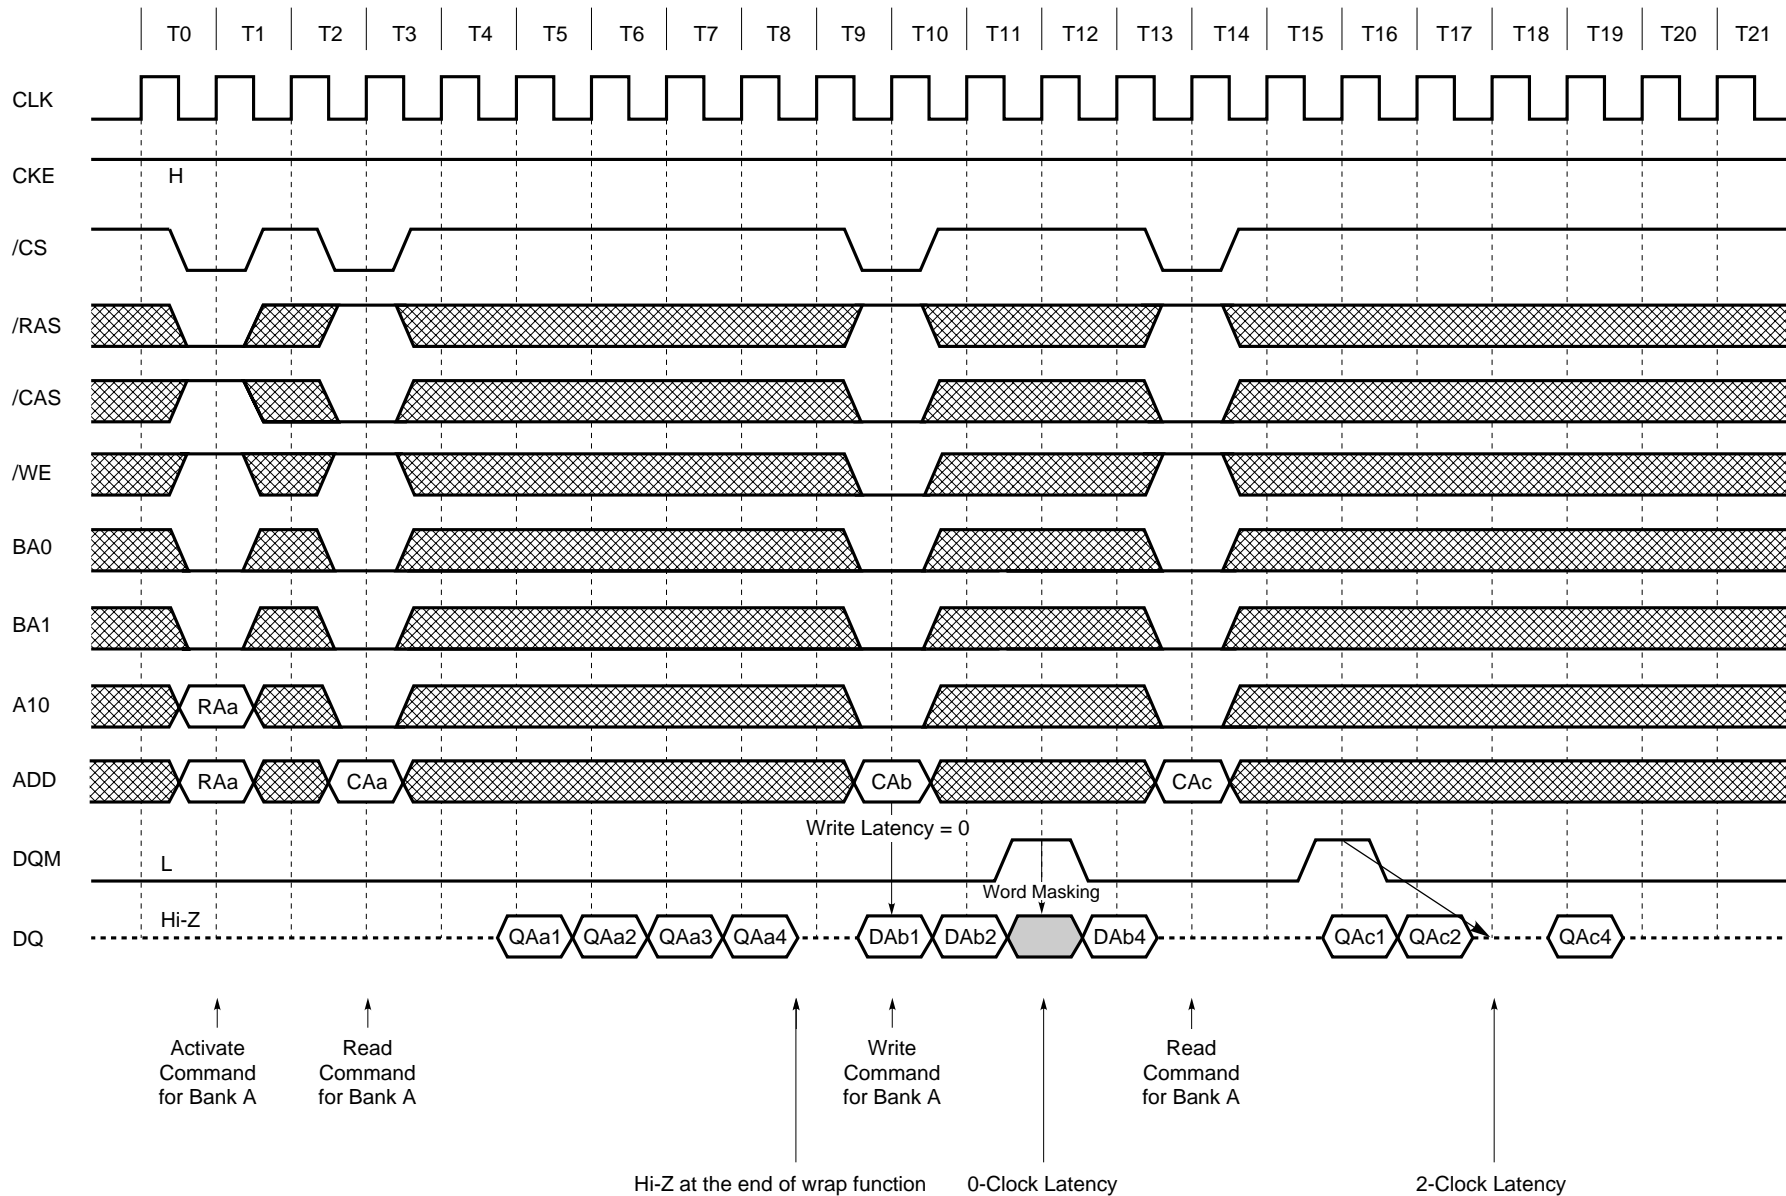 T0 T1 T2 T3 T4 T5 T6 T7 T8 T9 T10 T11 T12 T13 T14 T15 T16 T17 T18 T19 T20 T21
CLK
CKE H
/CS
/RAS
/CAS
/WE
BA0
BA1
A10 RAa
ADD RAa CAa CAb CAc
Write Latency = 0
DQM L
Word Masking
Hi-Z
DQ QAa1 QAa2 QAa3 QAa4 DAb1 DAb2 DAb4 QAc1 QAc2 QAc4
Activate
Command
for Bank A
Read
Command
for Bank A
Write
Command
for Bank A
Read
Command
for Bank A
Hi-Z at the end of wrap function
0-Clock Latency
2-Clock Latency